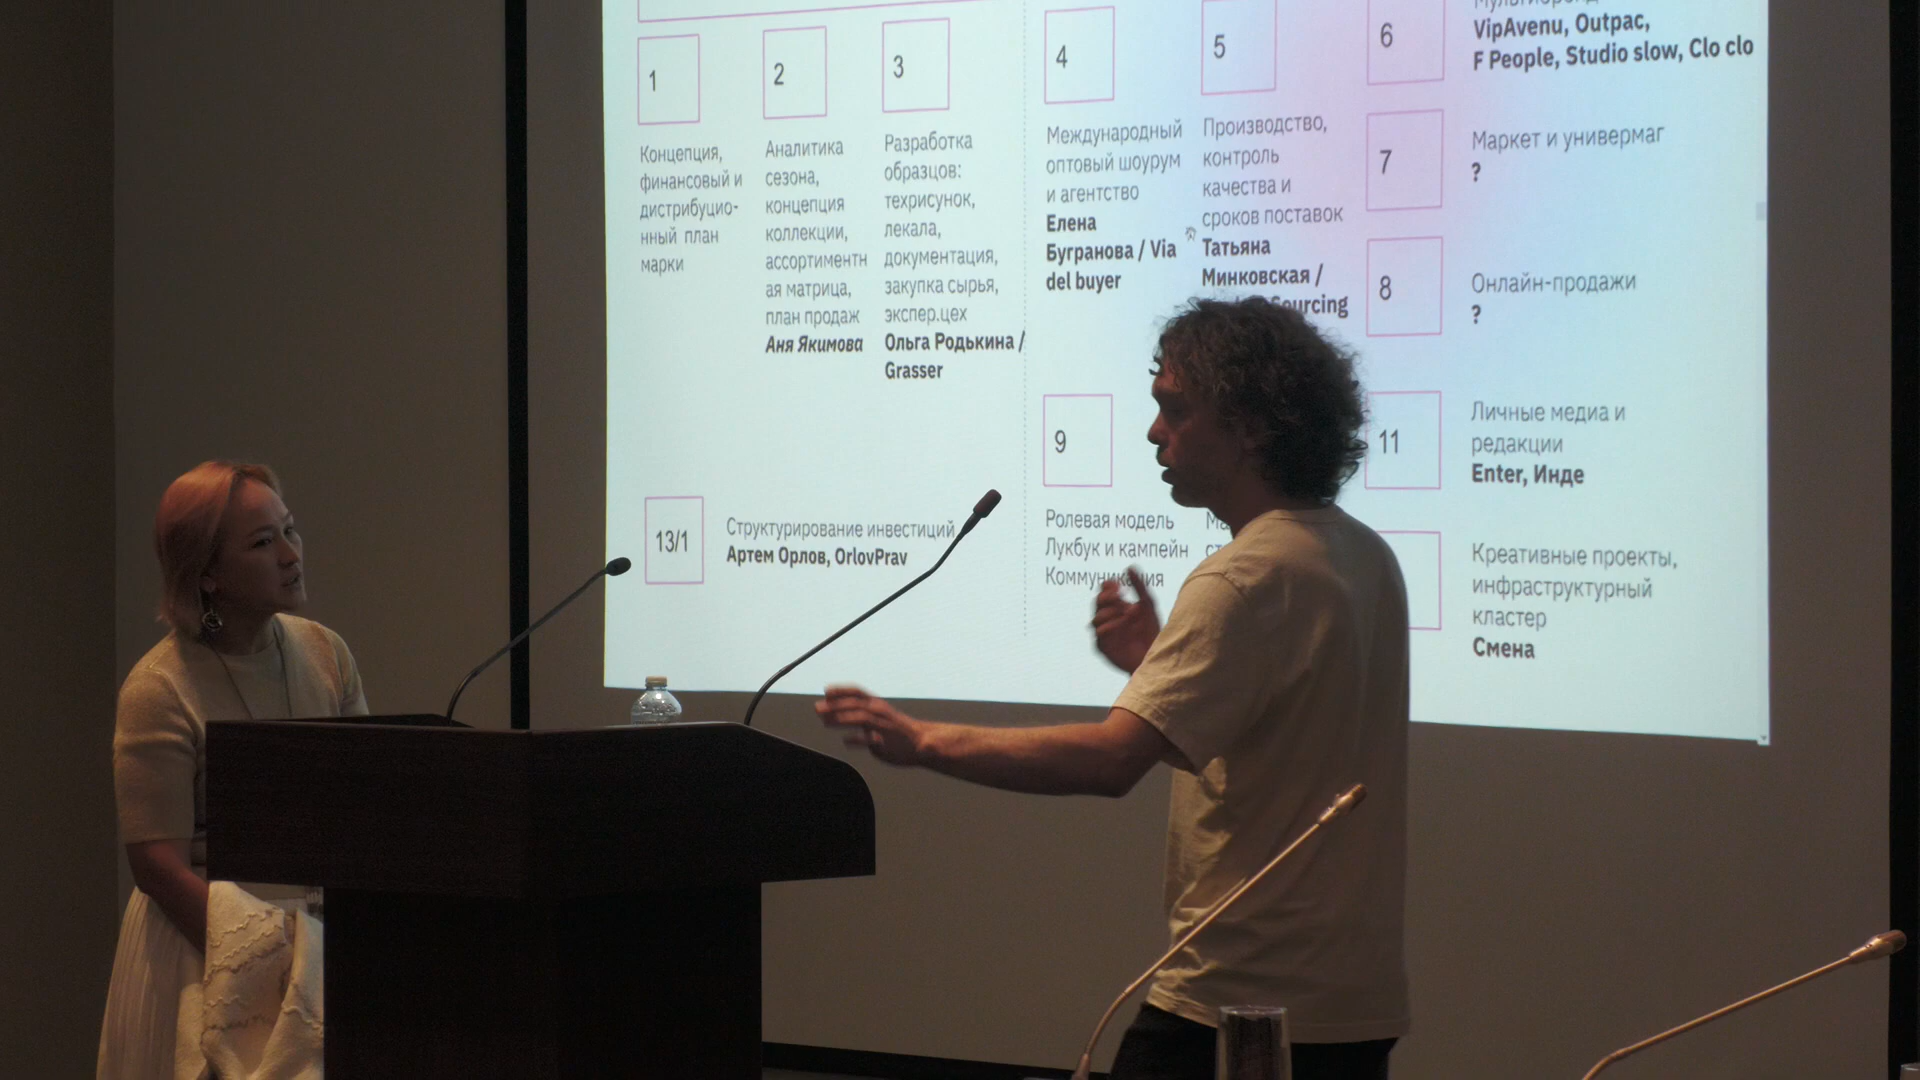 1
Концепция,
финансовый и
дистрибуцио-
нный план
марки
2
Аналитика
сезона,
концепция
коллекции,
ассортиментн
ая матрица,
план продаж
Аня Якимова
3
Разработка
образцов:
техрисунок,
лекала,
документация,
закупка сырья,
экспер.цех
Ольга Родькина /
Grasser
13/1
Структурирование инвестиций
Артем Орлов, OrlovPrav
4
Международный
оптовый шоурум
и агентство
Елена
Бугранова / Via
del buyer
5
Производство,
контроль
качества и
сроков поставок
Татьяна
Минковская /
9
Ролевая модель
Лукбук и кампейн
Коммуникация
6
VipAvenu, Outpac,
F People, Studio slow, Clo clo
7
Маркет и универмаг
?
8
Онлайн-продажи
?
11
Личные медиа и
редакции
Enter, Инде
Креативные проекты,
инфраструктурный
кластер
Смена